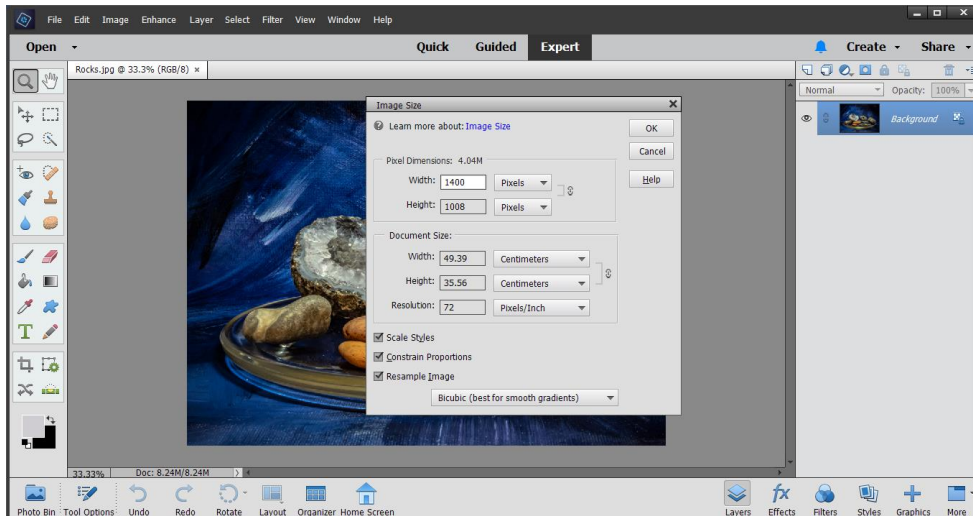 File Edit Image Enhance Layer Select Filter View Window Help
Open Quick Guided Expert Create Share
Rocks.jpg @ 33.3% (RGB/8) ×
Normal Opacity: 100%
Background
Image Size
Learn more about: Image Size
OK
Cancel
Help
Pixel Dimensions: 4.04M
Width: 1400 Pixels
Height: 1008 Pixels
Document Size:
Width: 49.39 Centimeters
Height: 35.56 Centimeters
Resolution: 72 Pixels/Inch
Scale Styles
Constrain Proportions
Resample Image
Bicubic (best for smooth gradients)
33.33% Doc: 8.24M/8.24M
Photo Bin Tool Options Undo Redo Rotate Layout Organizer Home Screen Layers Effects Filters Styles Graphics More